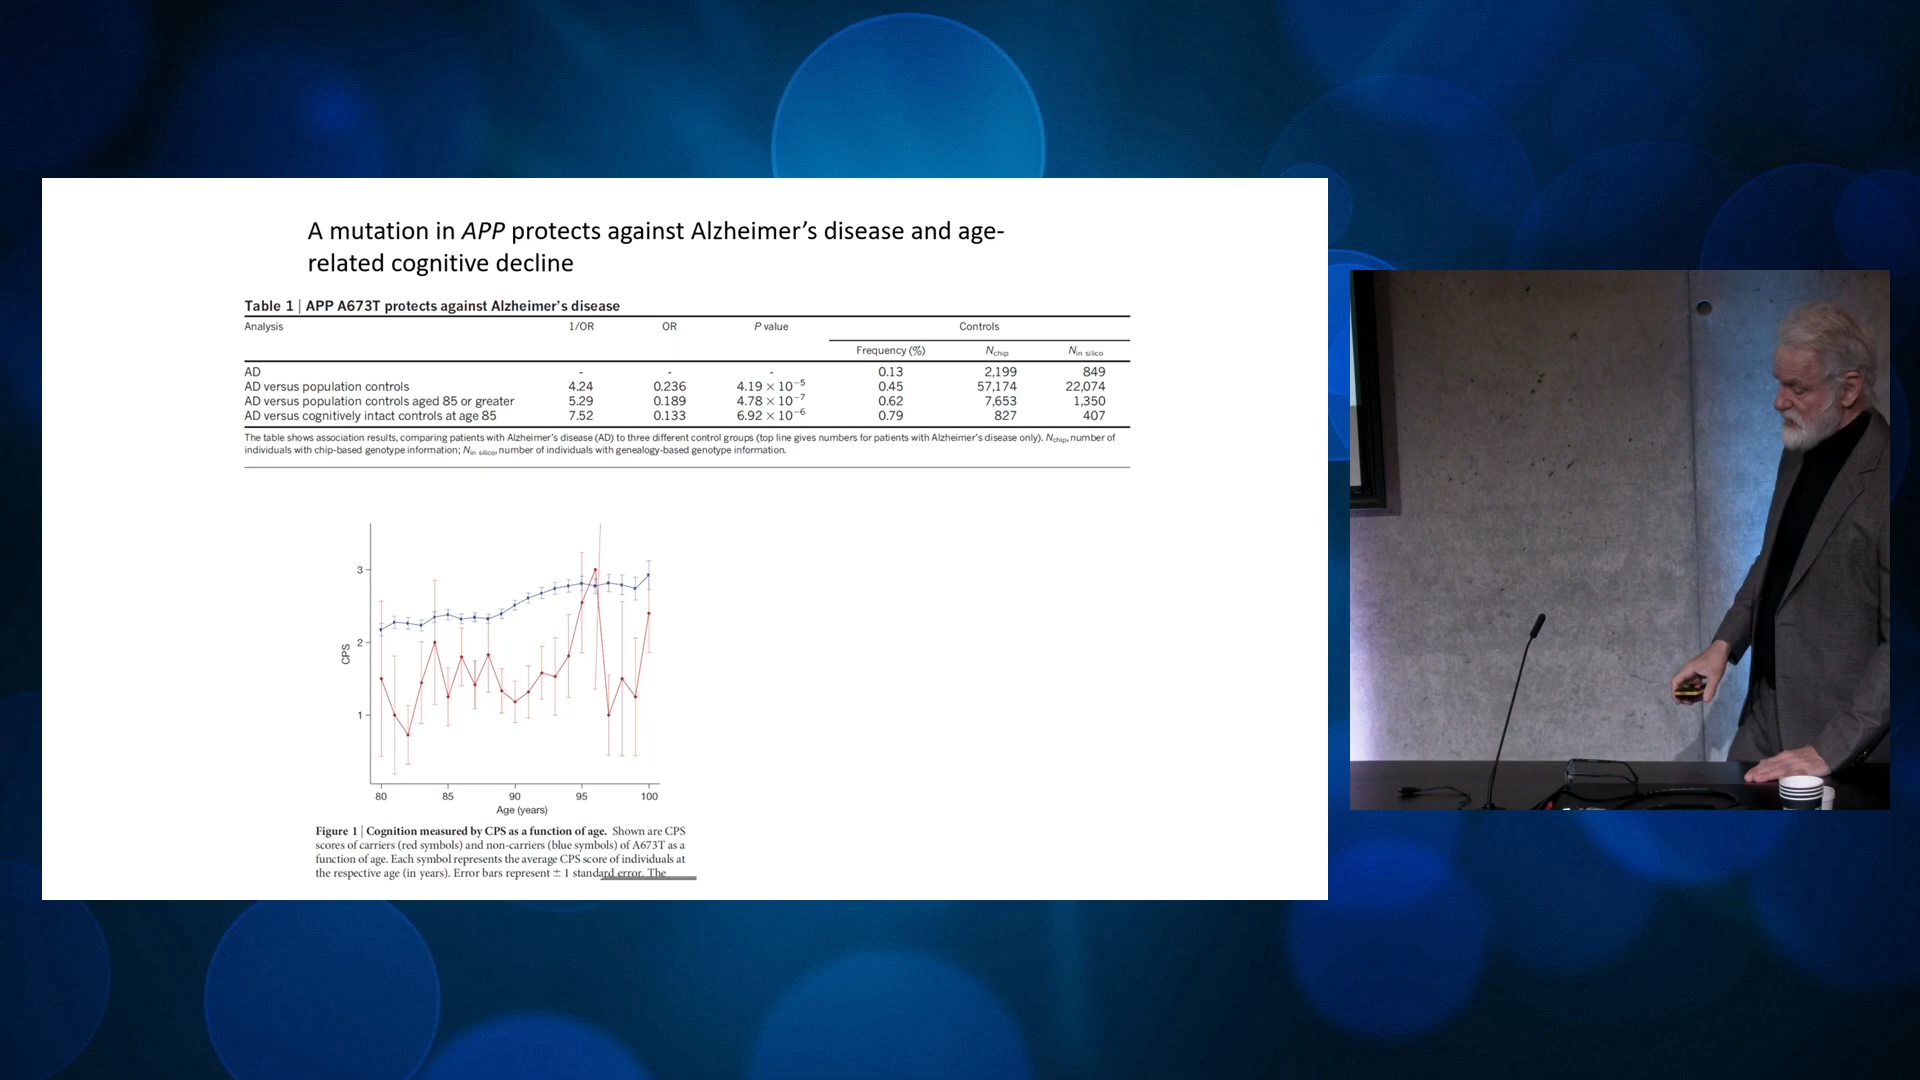 A mutation in APP protects against Alzheimer’s disease and age-
related cognitive decline
Table 1 | APP A673T protects against Alzheimer’s disease
Analysis 1/OR OR P value Controls
Frequency (%) Nchip Nin silico
AD - - - 0.13 2,199 849
AD versus population controls 4.24 0.236 4.19 × 10−5 0.45 57,174 22,074
AD versus population controls aged 85 or greater 5.29 0.189 4.78 × 10−7 0.62 7,653 1,350
AD versus cognitively intact controls at age 85 7.52 0.133 6.92 × 10−6 0.79 827 407
The table shows association results, comparing patients with Alzheimer’s disease (AD) to three different control groups (top line gives numbers for patients with Alzheimer’s disease only). Nchip, number of
individuals with chip-based genotype information; Nin silico, number of individuals with genealogy-based genotype information.
3
2
CPS
1
80 85 90 95 100
Age (years)
Figure 1 | Cognition measured by CPS as a function of age. Shown are CPS
scores of carriers (red symbols) and non-carriers (blue symbols) of A673T as a
function of age. Each symbol represents the average CPS score of individuals at
the respective age (in years). Error bars represent ± 1 standard error. The